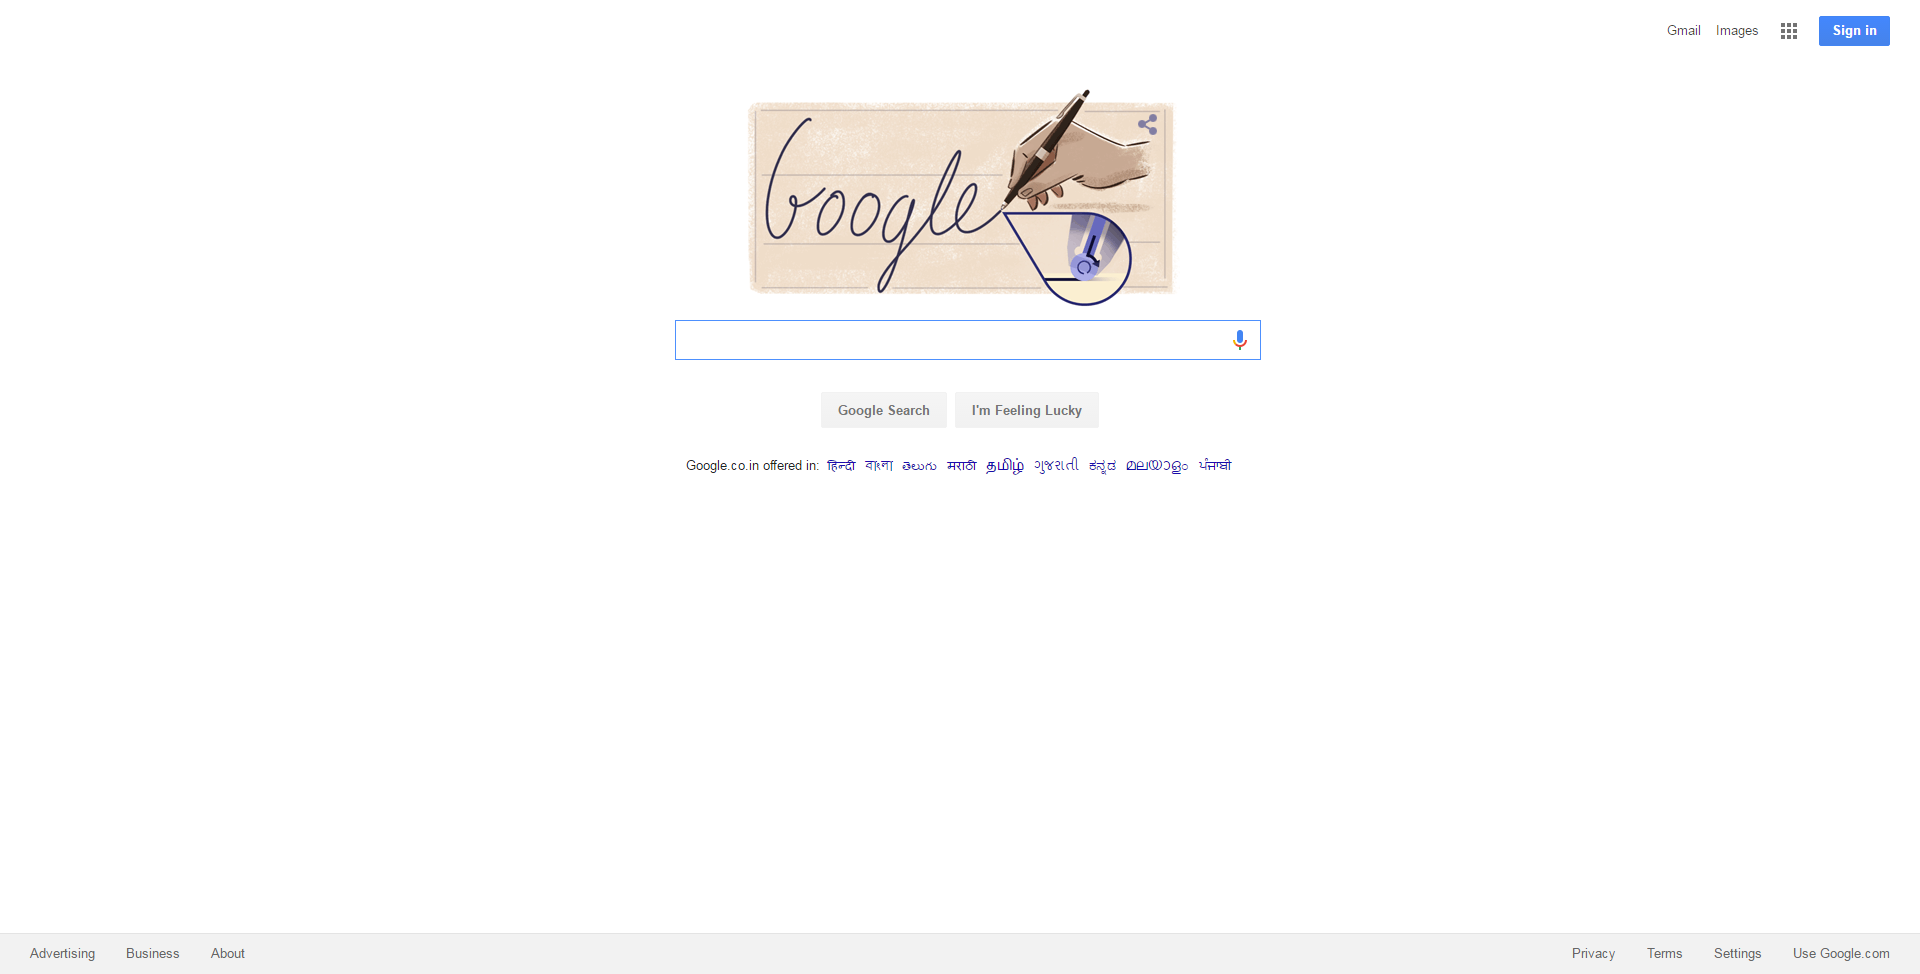 Gmail Images Sign in
Google
Google Search I'm Feeling Lucky
Google.co.in offered in: हिन्दी বাংলা తెలుగు मराठी தமிழ் ગુજરાતી ಕನ್ನಡ മലയാളം ਪੰਜਾਬੀ
Advertising Business About Privacy Terms Settings Use Google.com